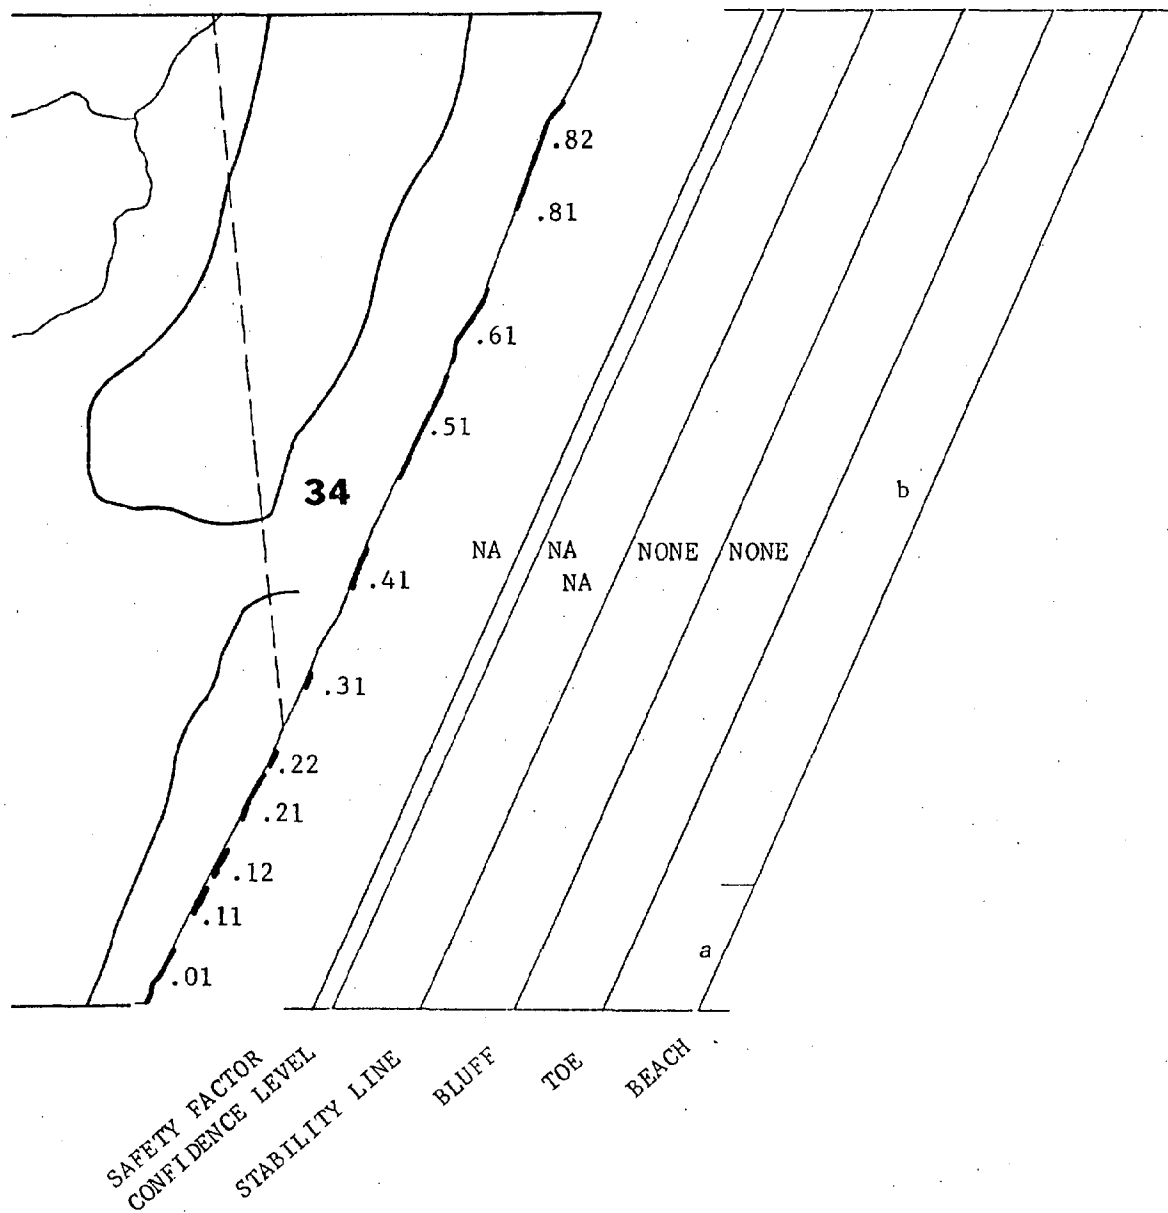 .82
.81
.61
.51
b
34
NA NA NONE NONE
.41 NA
.31
.22
.21
.12
.11
a
.01
SAFETY FACTOR
CONFIDENCE LEVEL
STABILITY LINE
BLUFF
TOE
BEACH